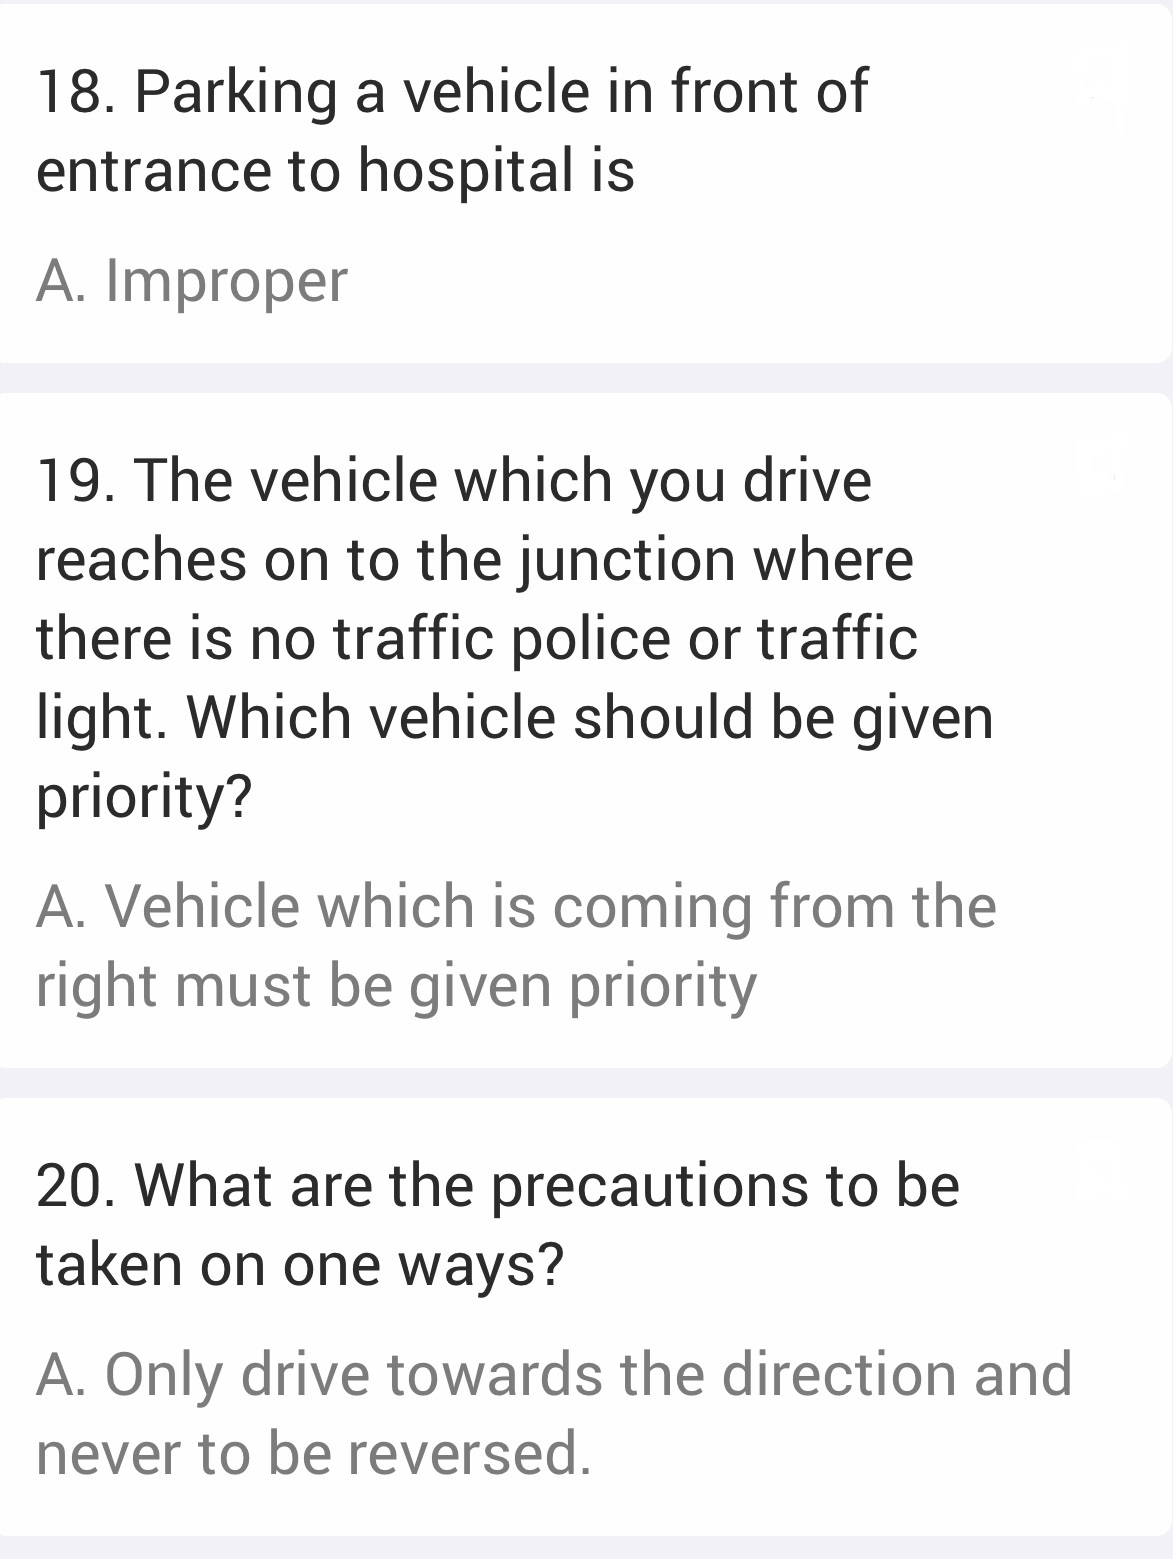 18. Parking a vehicle in front of
entrance to hospital is
A. Improper
19. The vehicle which you drive
reaches on to the junction where
there is no traffic police or traffic
light. Which vehicle should be given
priority?
A. Vehicle which is coming from the
right must be given priority
20. What are the precautions to be
taken on one ways?
A. Only drive towards the direction and
never to be reversed.